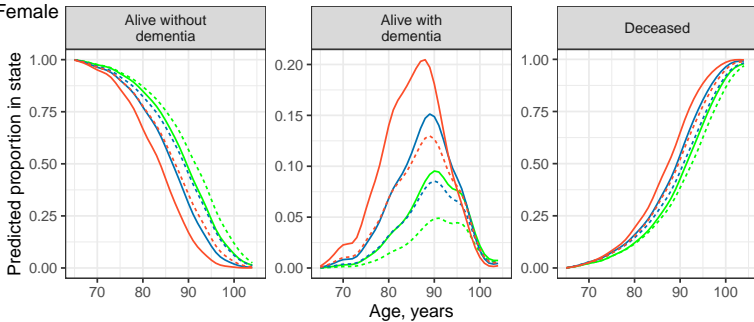 Female
Alive without
dementia
Alive with
dementia
Deceased
Predicted proportion in state
1.00
0.75
0.50
0.25
0.00
0.20
0.15
0.10
0.05
0.00
1.00
0.75
0.50
0.25
0.00
70 80 90 100
70 80 90 100
70 80 90 100
Age, years